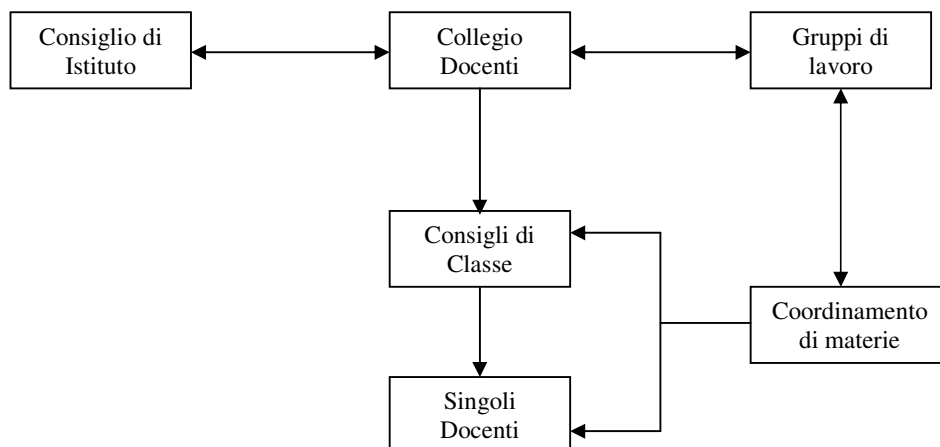 Consiglio di
Istituto
Collegio
Docenti
Gruppi di
lavoro
Consigli di
Classe
Coordinamento
di materie
Singoli
Docenti